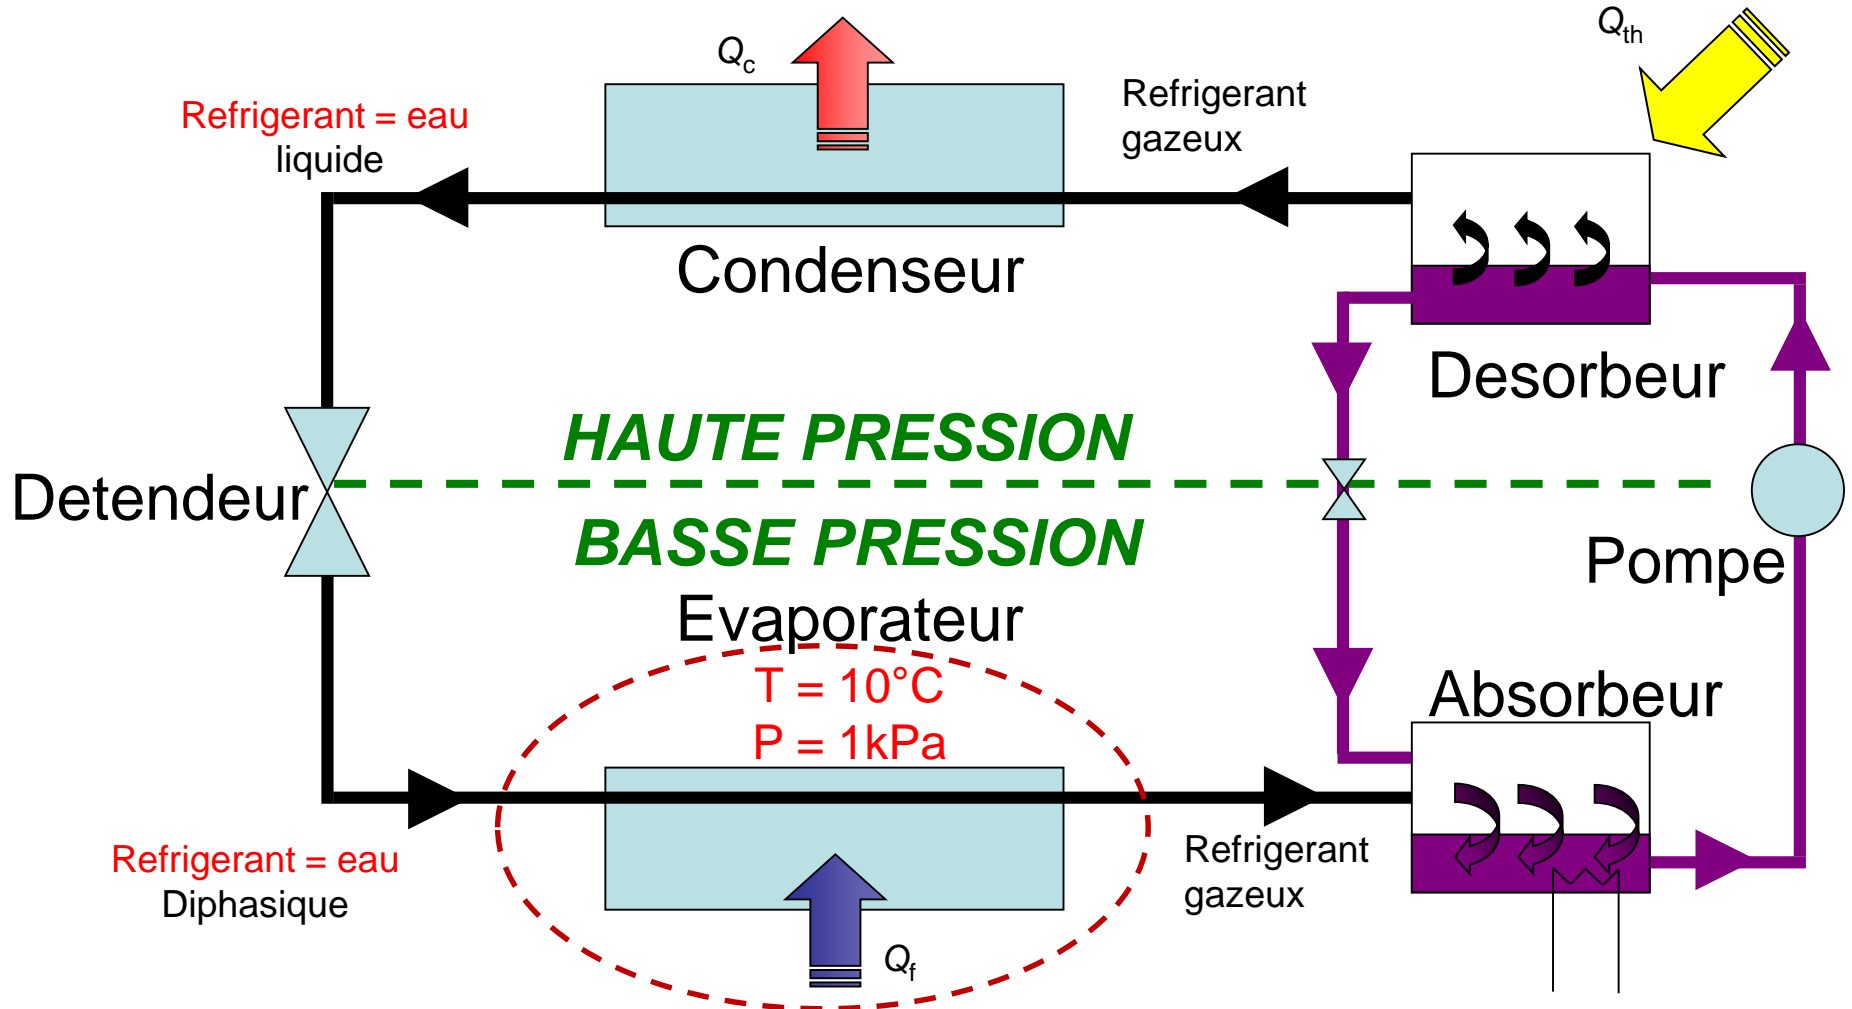 Qc
Qth
Refrigerant = eau
liquide
Refrigerant
gazeux
Condenseur
Desorbeur
HAUTE PRESSION
Detendeur
BASSE PRESSION
Pompe
Evaporateur
T = 10°C
P = 1kPa
Absorbeur
Refrigerant = eau
Diphasique
Refrigerant
gazeux
Qf